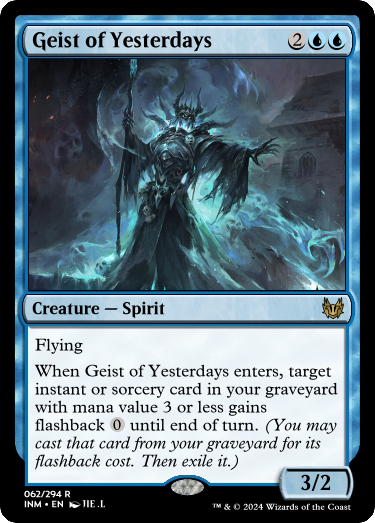 Geist of Yesterdays 2
Creature — Spirit
Flying
When Geist of Yesterdays enters, target
instant or sorcery card in your graveyard
with mana value 3 or less gains
flashback 0 until end of turn. (You may
cast that card from your graveyard for its
flashback cost. Then exile it.)
3/2
062/294 R
INM • EN
™ & © 2024 Wizards of the Coast